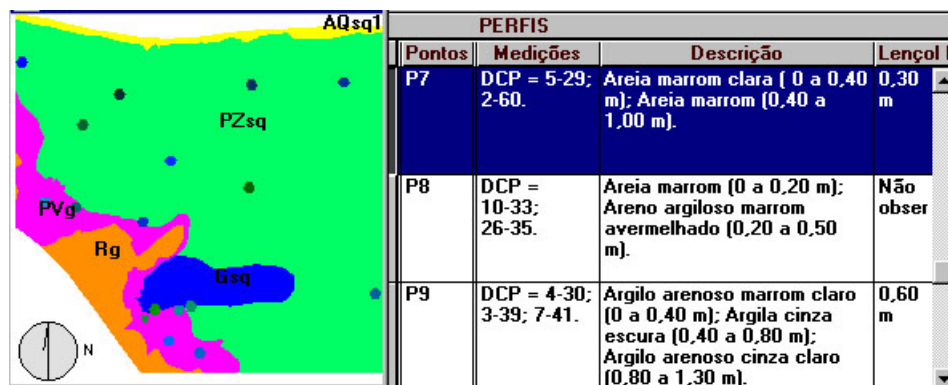 AQsq1
PZsq
PVg
Rg
Gsq
N
PERFIS
Pontos Medições Descrição Lençol
P7 DCP = 5-29; Areia marrom clara ( 0 a 0,40 0,30
2-60. m); Areia marrom (0,40 a m
1,00 m).
P8 DCP = Areia marrom (0 a 0,20 m); Não
10-33; Areno argiloso marrom obser
26-35. avermelhado (0,20 a 0,50
m).
P9 DCP = 4-30; Argilo arenoso marrom claro 0,60
3-39; 7-41. (0 a 0,40 m); Argila cinza m
escura (0,40 a 0,80 m);
Argilo arenoso cinza claro
(0,80 a 1,30 m).